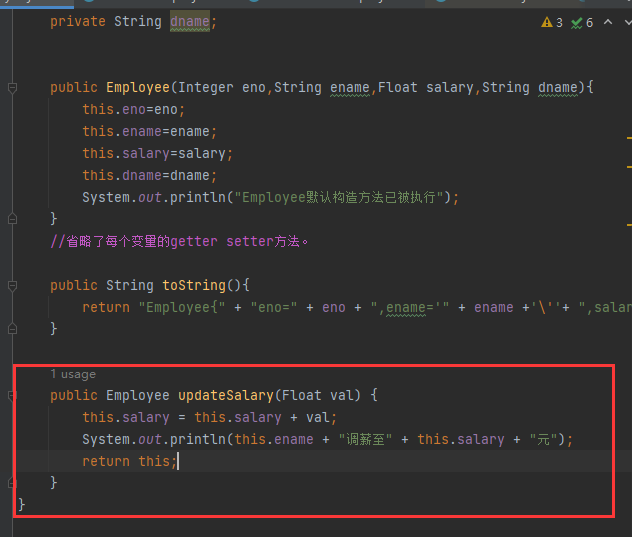 private String dname;
3 6
public Employee(Integer eno,String ename,Float salary,String dname){
this.eno=eno;
this.ename=ename;
this.salary=salary;
this.dname=dname;
System.out.println("Employee默认构造方法已被执行");
}
//省略了每个变量的getter setter方法。
public String toString(){
return "Employee{" + "eno=" + eno + ",ename='" + ename +'\''+ ",salar
}
1 usage
public Employee updateSalary(Float val) {
this.salary = this.salary + val;
System.out.println(this.ename + "调薪至" + this.salary + "元");
return this;
}
}